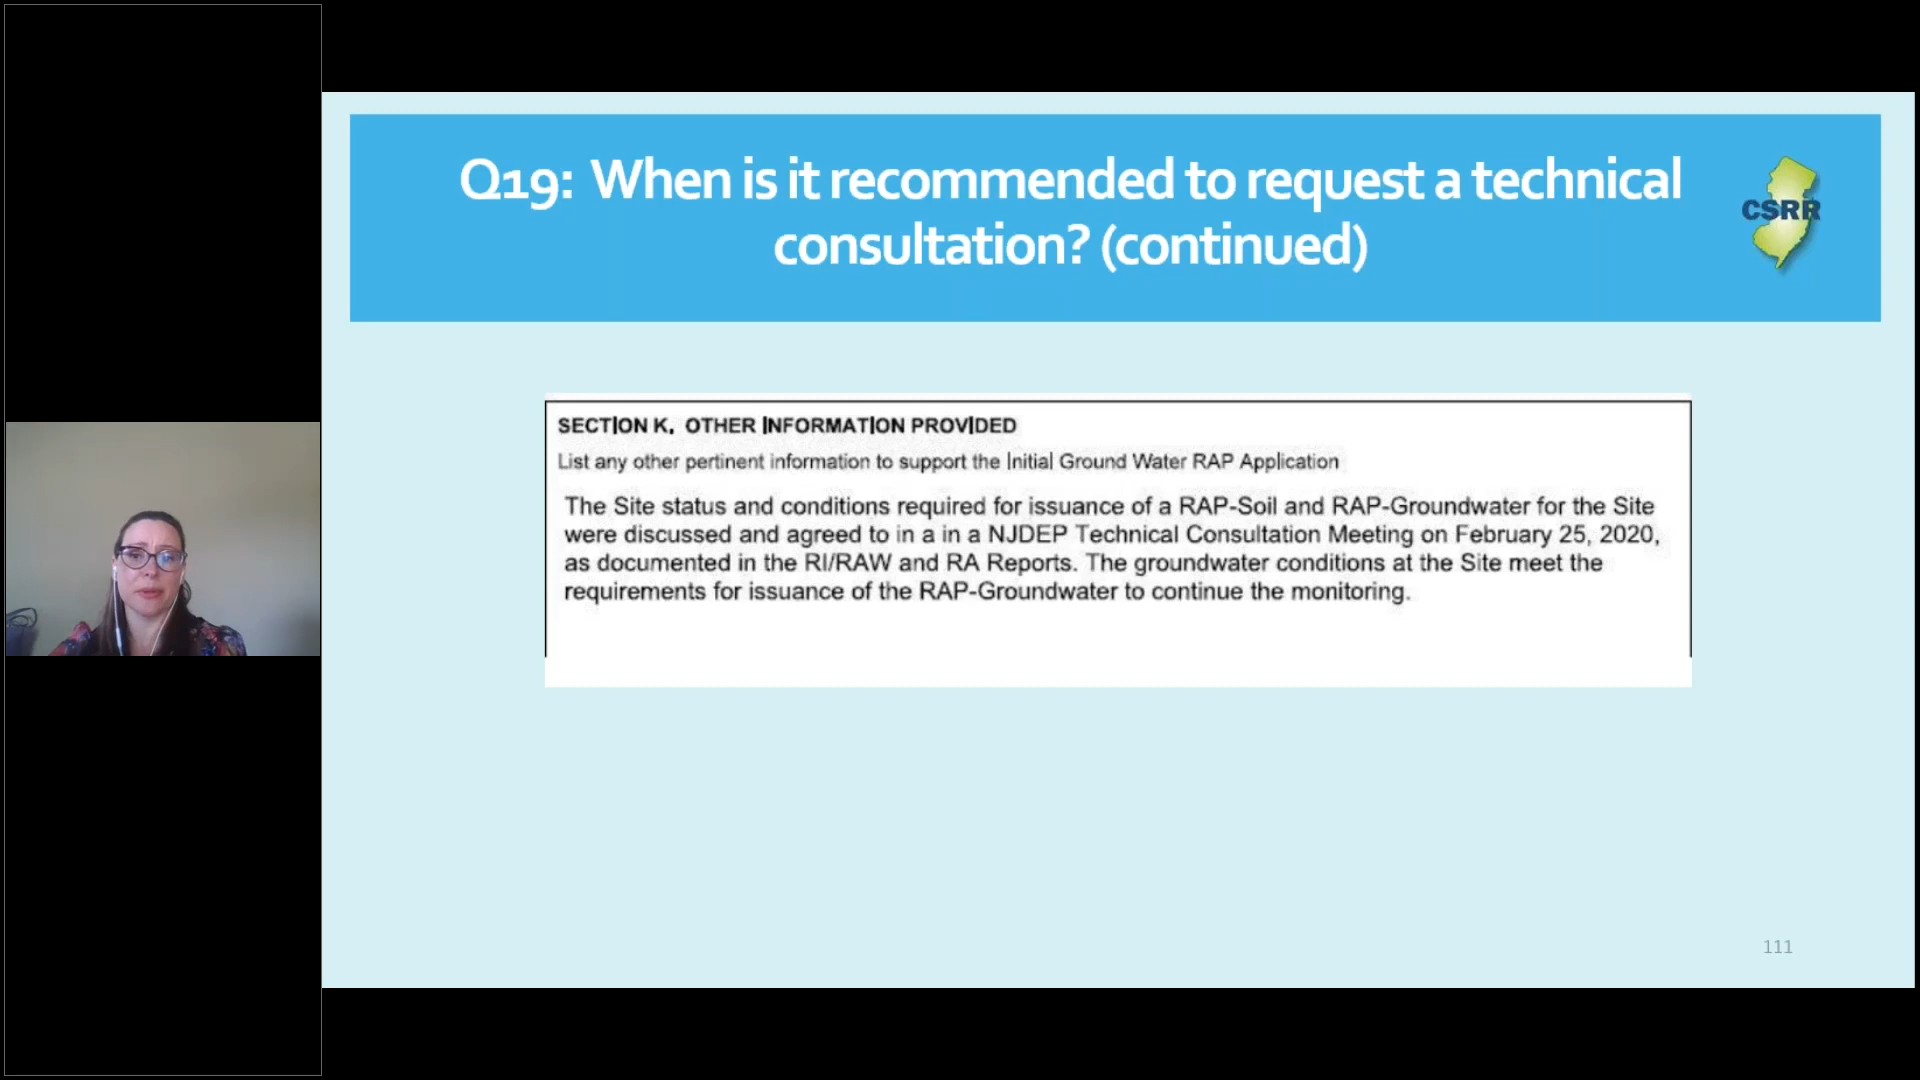 Q19: When is it recommended to request a technical
consultation? (continued)
CSRR
SECTION K. OTHER INFORMATION PROVIDED
List any other pertinent information to support the Initial Ground Water RAP Application
The Site status and conditions required for issuance of a RAP-Soil and RAP-Groundwater for the Site
were discussed and agreed to in a in a NJDEP Technical Consultation Meeting on February 25, 2020,
as documented in the RI/RAW and RA Reports. The groundwater conditions at the Site meet the
requirements for issuance of the RAP-Groundwater to continue the monitoring.
111